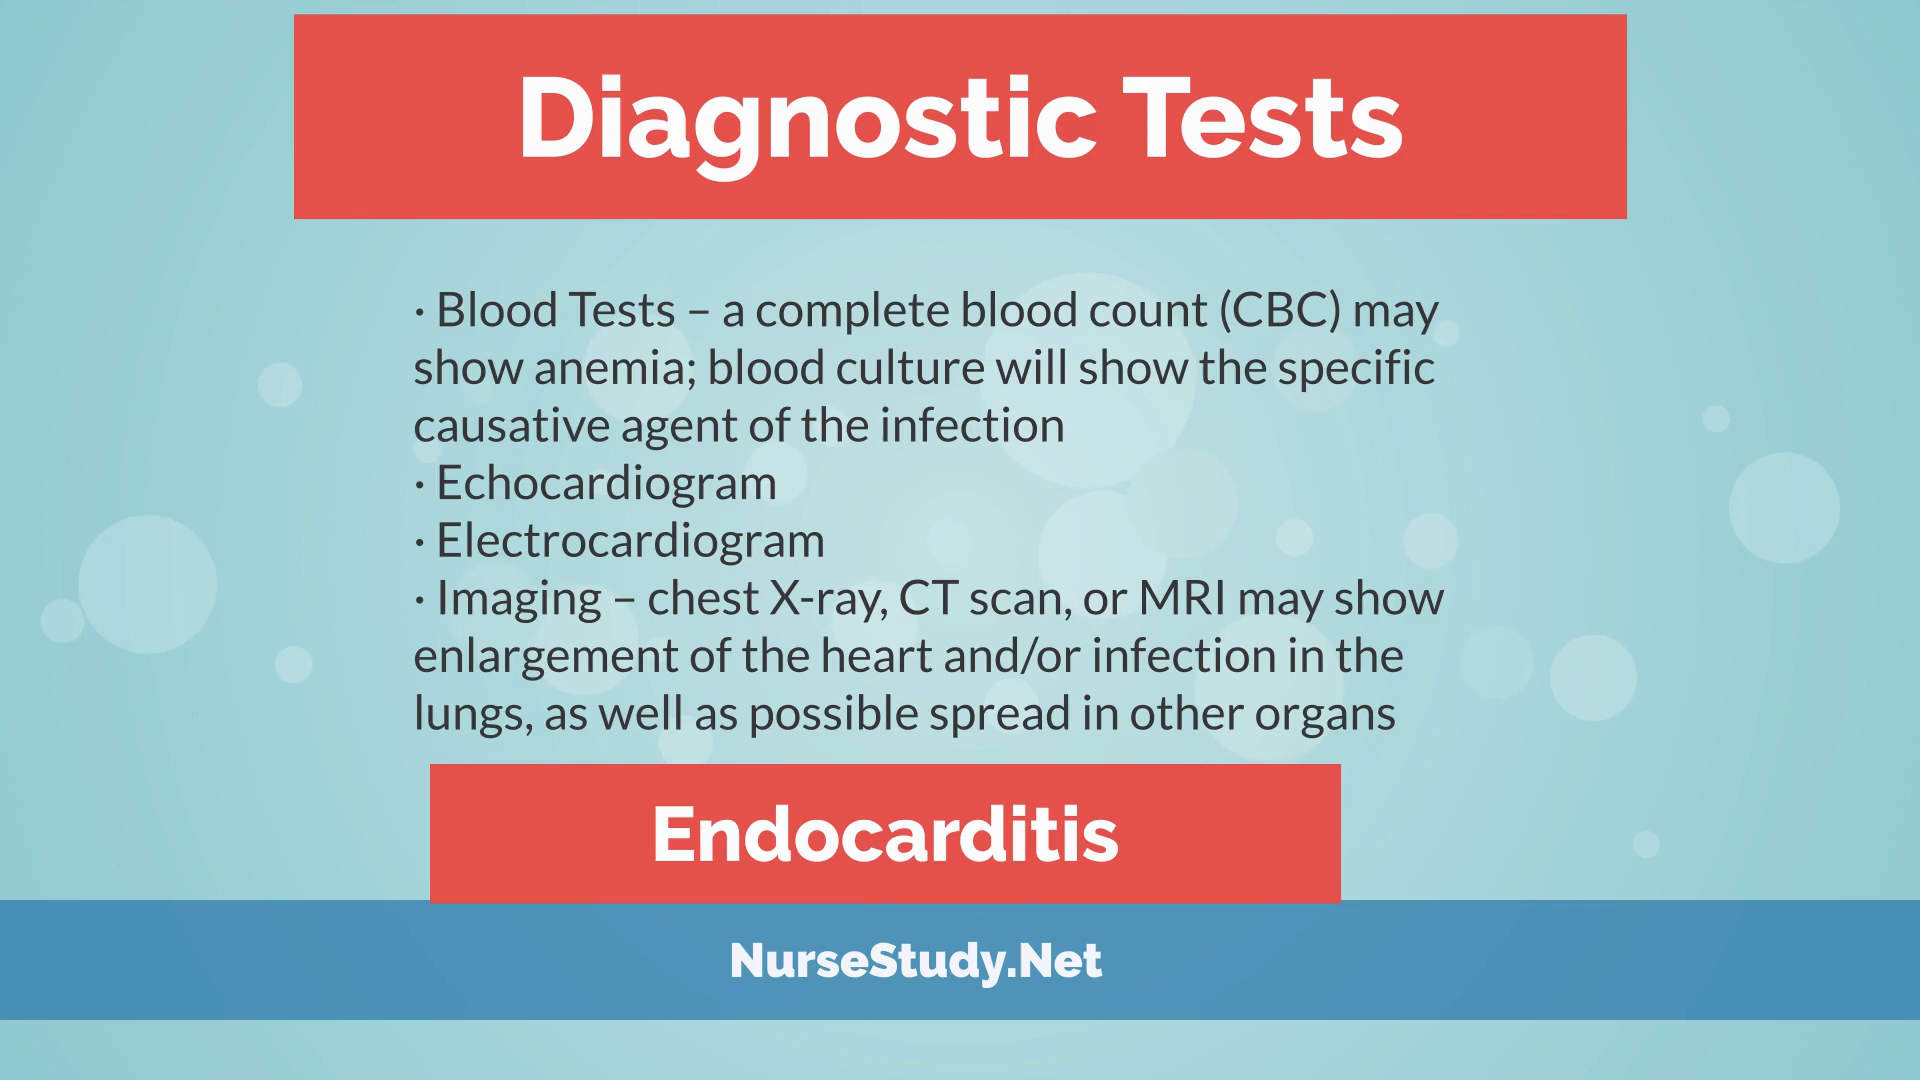 Diagnostic Tests
· Blood Tests – a complete blood count (CBC) may
show anemia; blood culture will show the specific
causative agent of the infection
· Echocardiogram
· Electrocardiogram
· Imaging – chest X-ray, CT scan, or MRI may show
enlargement of the heart and/or infection in the
lungs, as well as possible spread in other organs
Endocarditis
NurseStudy.Net